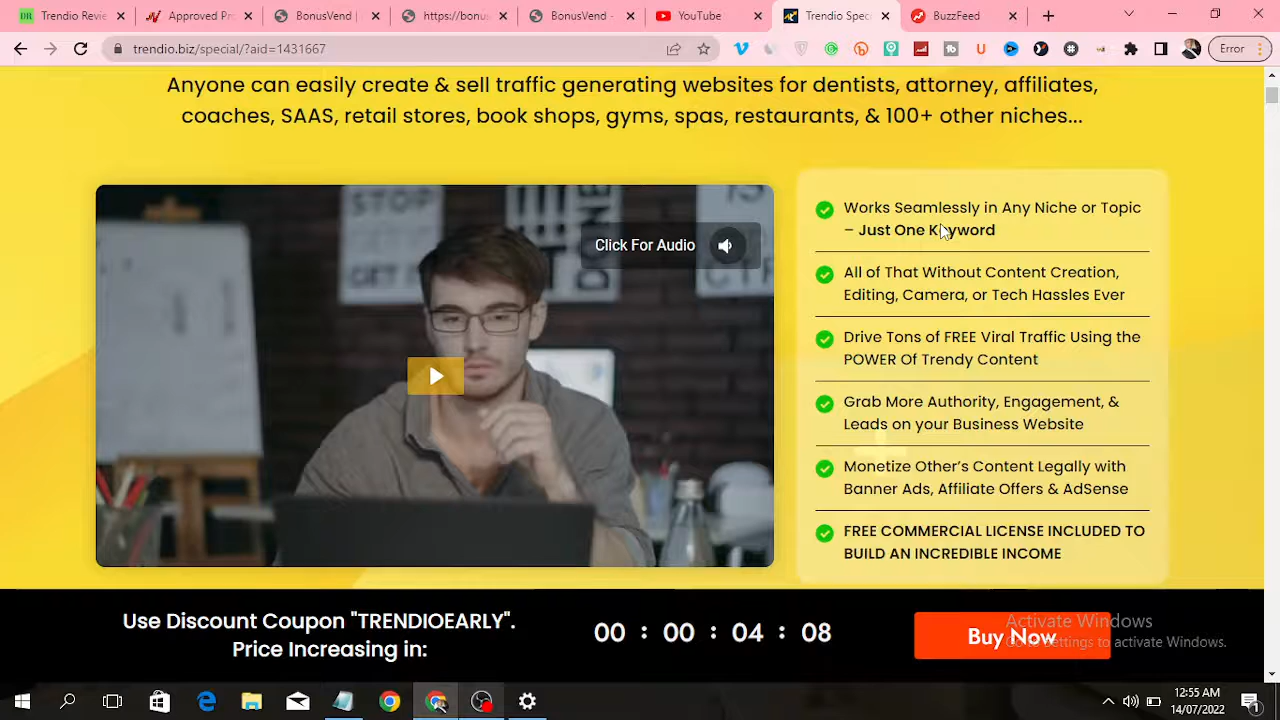 Trendio Revie
Approved Pr
BonusVend |
https://bonus
BonusVend -
YouTube
Trendio Spec
BuzzFeed
trendio.biz/special/?aid=1431667
Error
Anyone can easily create & sell traffic generating websites for dentists, attorney, affiliates,
coaches, SAAS, retail stores, book shops, gyms, spas, restaurants, & 100+ other niches...
STOP
Click For Audio
Works Seamlessly in Any Niche or Topic
– Just One Keyword
All of That Without Content Creation,
Editing, Camera, or Tech Hassles Ever
Drive Tons of FREE Viral Traffic Using the
POWER Of Trendy Content
Grab More Authority, Engagement, &
Leads on your Business Website
Monetize Other's Content Legally with
Banner Ads, Affiliate Offers & AdSense
FREE COMMERCIAL LICENSE INCLUDED TO
BUILD AN INCREDIBLE INCOME
Use Discount Coupon "TRENDIOEARLY".
Price Increasing in:
00 : 00 : 04 : 08
Buy Now
Activate Windows
Go to Settings to activate Windows.
12:55 AM
14/07/2022